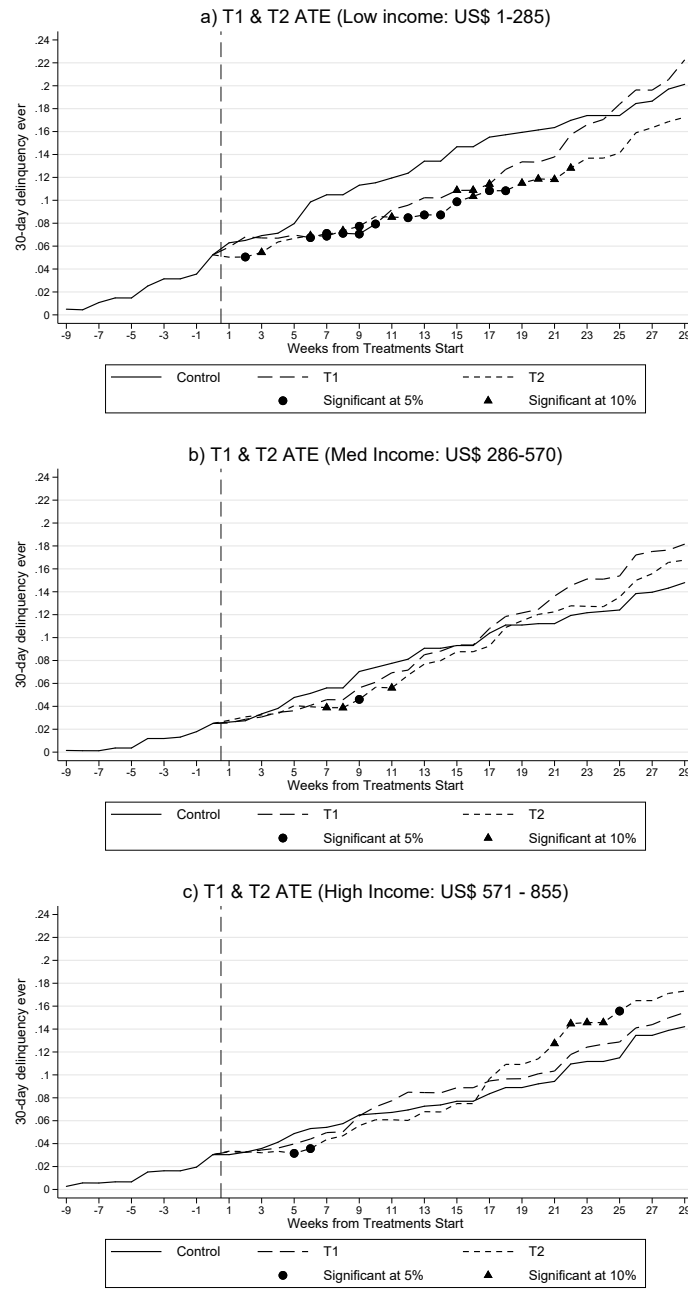 a) T1 & T2 ATE (Low income: US$ 1-285)
.24
.22
.2
.18
.16
.14
.12
.1
.08
.06
.04
.02
0
30-day delinquency ever
-9 -7 -5 -3 -1 1 3 5 7 9 11 13 15 17 19 21 23 25 27 29
Weeks from Treatments Start
Control T1 T2
Significant at 5% Significant at 10%
b) T1 & T2 ATE (Med Income: US$ 286-570)
.24
.22
.2
.18
.16
.14
.12
.1
.08
.06
.04
.02
0
30-day delinquency ever
-9 -7 -5 -3 -1 1 3 5 7 9 11 13 15 17 19 21 23 25 27 29
Weeks from Treatments Start
Control T1 T2
Significant at 5% Significant at 10%
c) T1 & T2 ATE (High Income: US$ 571 - 855)
.24
.22
.2
.18
.16
.14
.12
.1
.08
.06
.04
.02
0
30-day delinquency ever
-9 -7 -5 -3 -1 1 3 5 7 9 11 13 15 17 19 21 23 25 27 29
Weeks from Treatments Start
Control T1 T2
Significant at 5% Significant at 10%